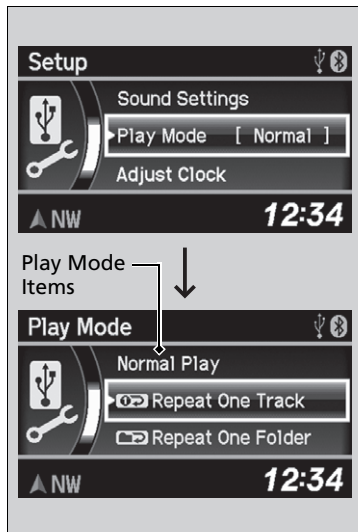 Setup
Sound Settings
Play Mode [ Normal ]
Adjust Clock
NW 12:34
Play Mode
Items
Play Mode
Normal Play
Repeat One Track
Repeat One Folder
NW 12:34